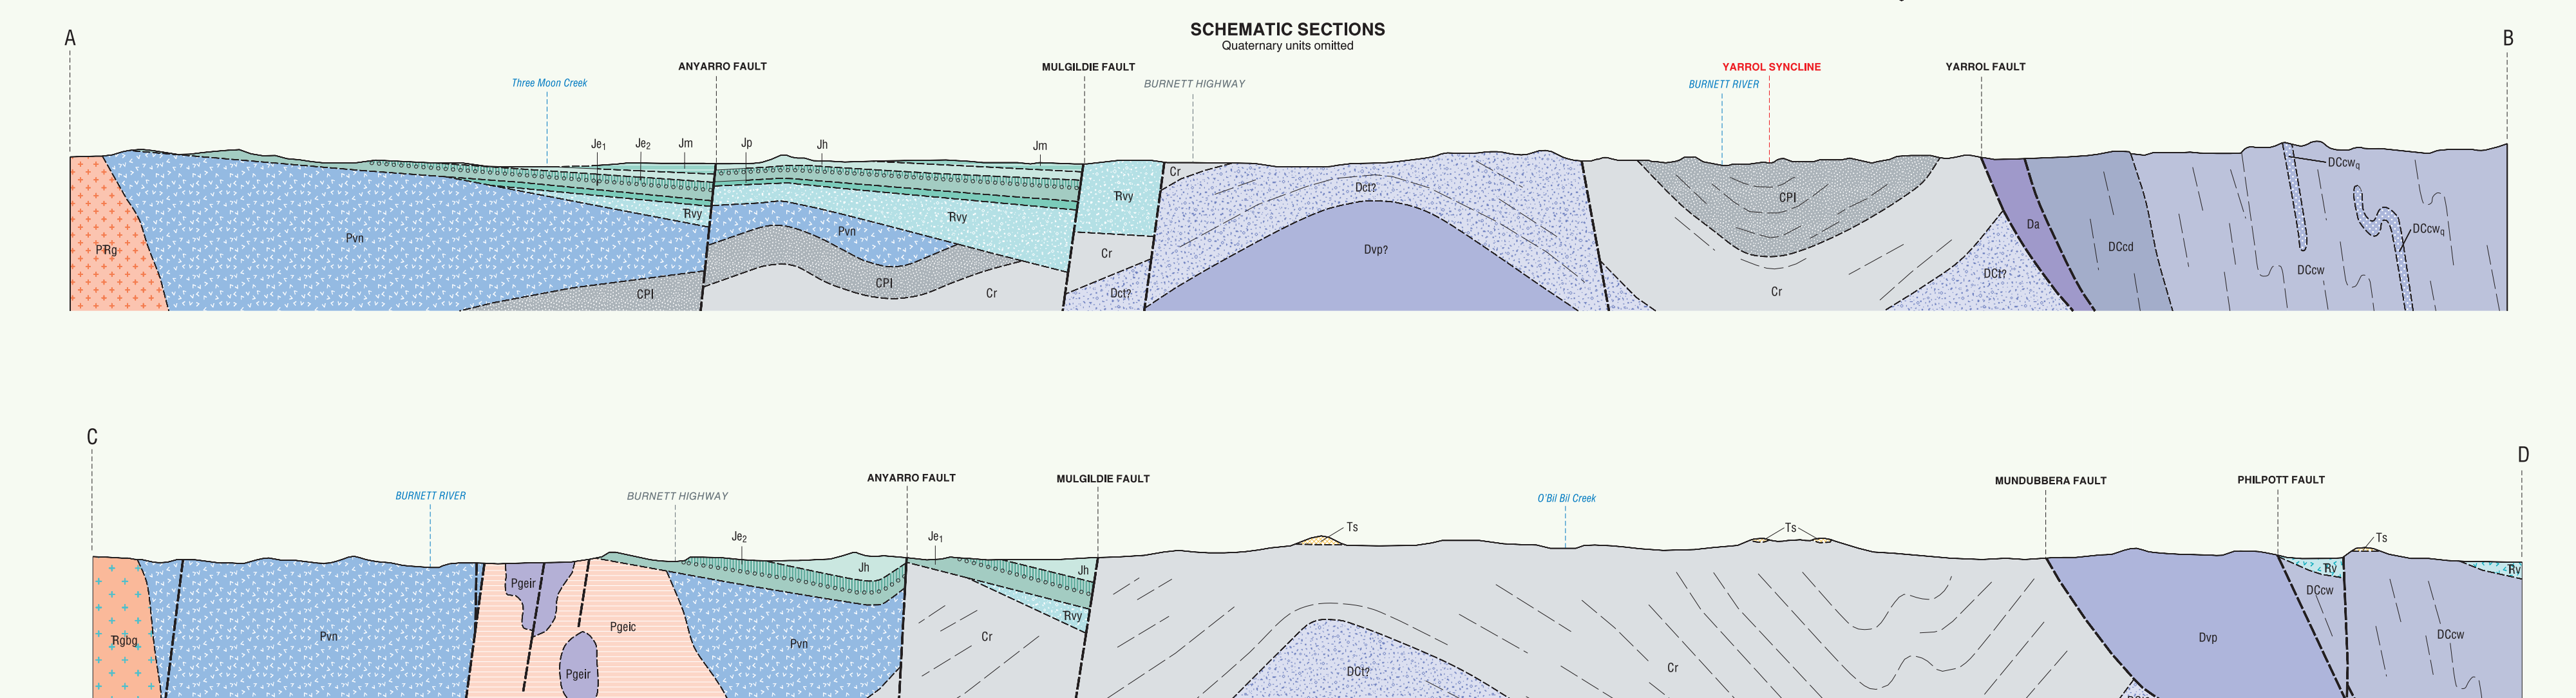 SCHEMATIC SECTIONS
Quaternary units omitted
A
B
ANYARRO FAULT
MULGILDIE FAULT
YARROL SYNCLINE
YARROL FAULT
Three Moon Creek
BURNETT HIGHWAY
BURNETT RIVER
Je1
Je2
Jm
Jp
Jh
Jm
DCcwq
Cr
Rvy
Dct?
CPl
Rvy
Rvy
Da
DCcwq
PRg
Pvn
Pvn
Cr
Dvp?
DCcd
DCt?
DCcw
CPl
CPl
Cr
Dct?
Cr
C
D
ANYARRO FAULT
MULGILDIE FAULT
MUNDUBBERA FAULT
PHILPOTT FAULT
BURNETT RIVER
BURNETT HIGHWAY
O'Bil Bil Creek
Je2
Je1
Ts
Ts
Ts
Jh
Jh
Rv
Rv
Pgeir
DCcw
Rvy
Rgbg
Pvn
Pgeic
Pvn
Cr
Dvp
DCcw
Pgeir
DCt?
Cr